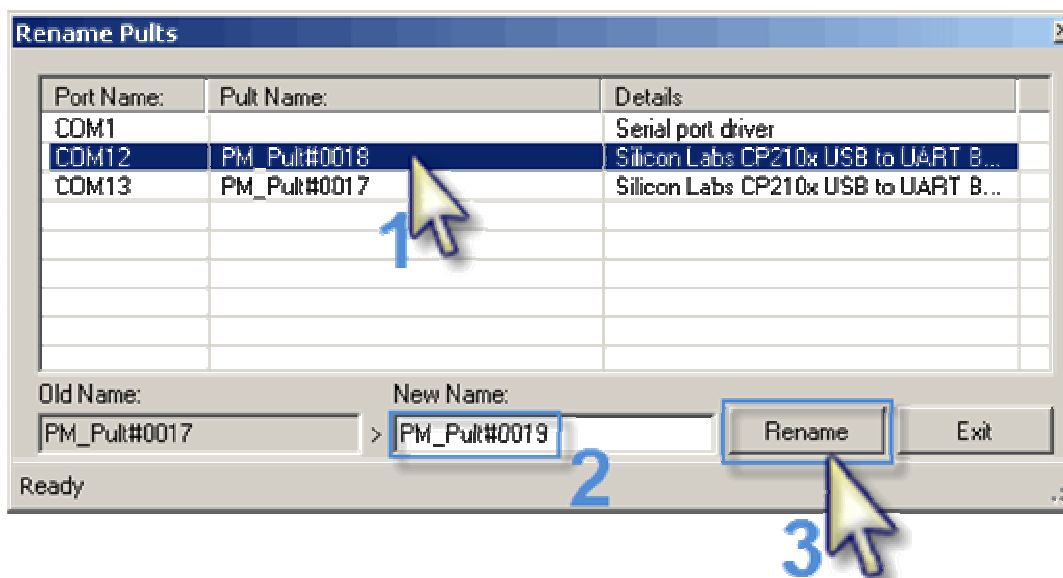 Rename Pults
Port Name: Pult Name: Details
COM1 Serial port driver
COM12 PM_Pult#0018 Silicon Labs CP210x USB to UART B...
COM13 PM_Pult#0017 Silicon Labs CP210x USB to UART B...
1
Old Name: New Name:
PM_Pult#0017 > PM_Pult#0019 Rename Exit
2
Ready
3